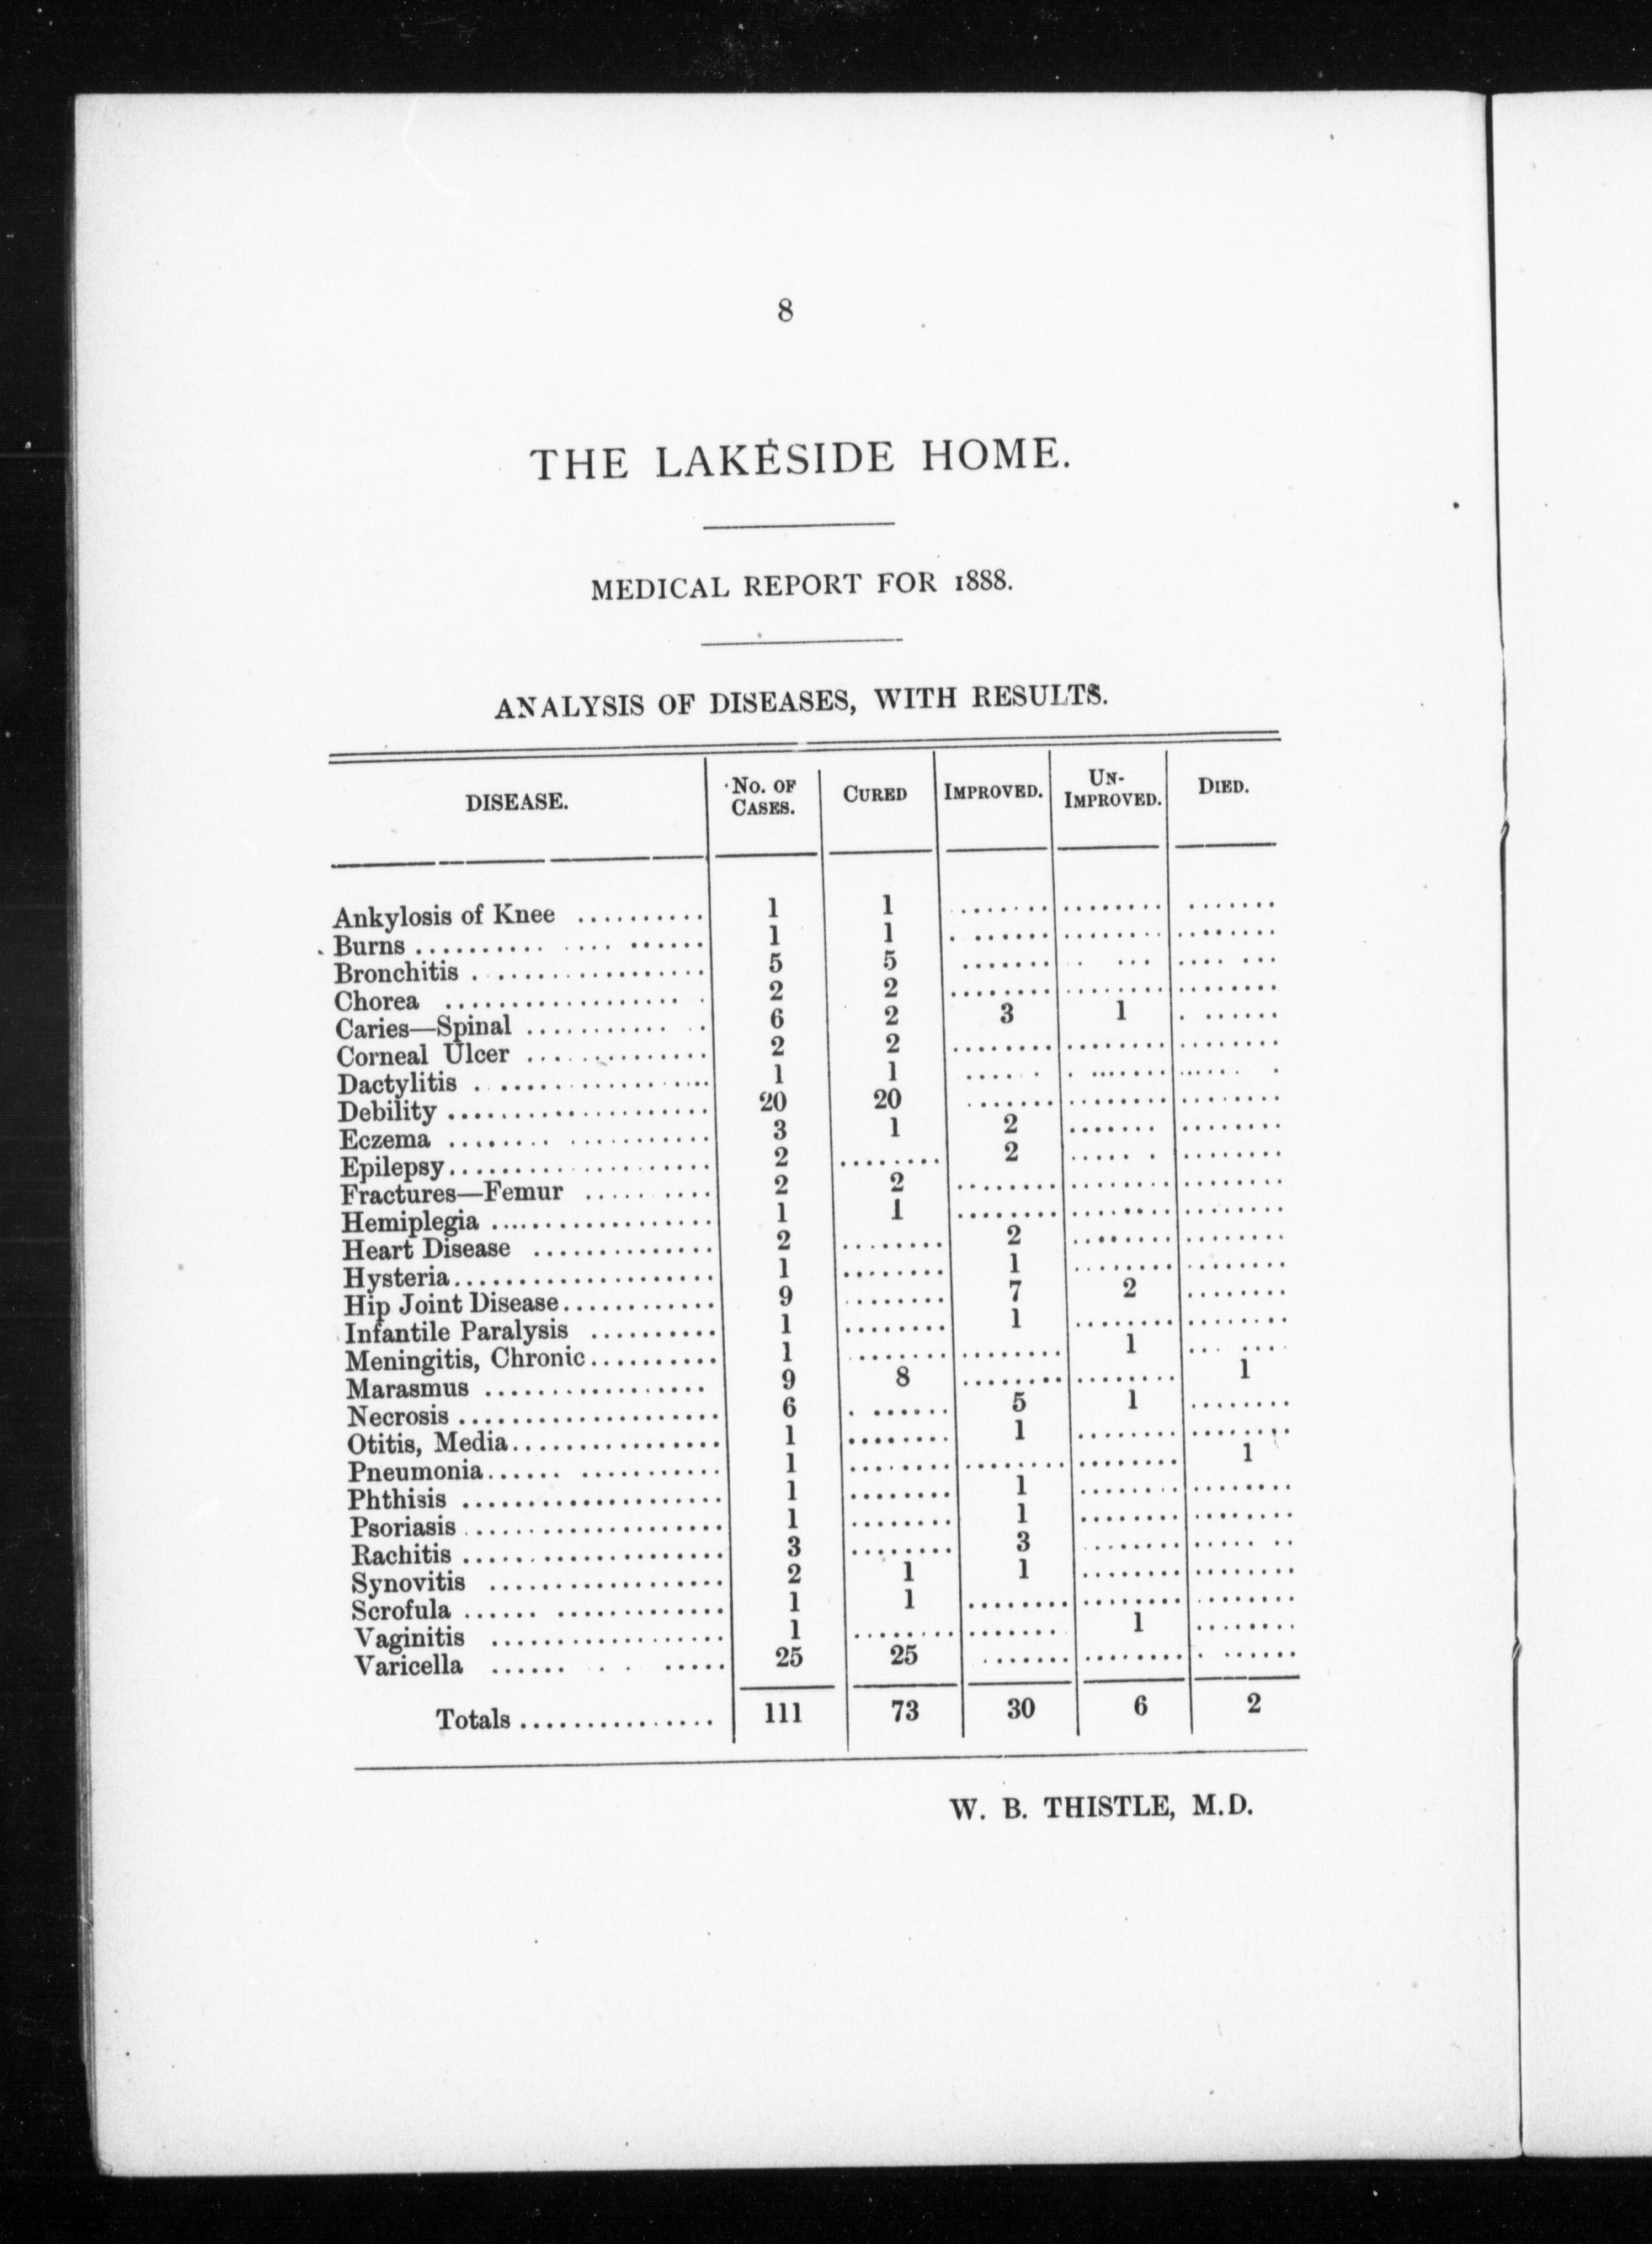 8
THE LAKESIDE HOME.
MEDICAL REPORT FOR 1888.
ANALYSIS OF DISEASES, WITH RESULTS.
DISEASE. No. of Cases. Cured Improved. Un-Improved. Died.
Ankylosis of Knee .......... 1 1 ........ ........ ........
Burns .......... .... ...... 1 1 ........ ........ ........
Bronchitis .................. 5 5 ........ ........ ........
Chorea .................... 2 2 ........ ........ ........
Caries—Spinal ............. 6 2 3 1 ........
Corneal Ulcer .............. 2 2 ........ ........ ........
Dactylitis .................. 1 1 ........ ........ ........
Debility .................... 20 20 ........ ........ ........
Eczema .................... 3 1 2 ........ ........
Epilepsy .................... 2 ........ 2 ........ ........
Fractures—Femur .......... 2 2 ........ ........ ........
Hemiplegia ................. 1 1 ........ ........ ........
Heart Disease .............. 2 ........ 2 ........ ........
Hysteria .................... 1 ........ 1 ........ ........
Hip Joint Disease ............ 9 ........ 7 2 ........
Infantile Paralysis .......... 1 ........ 1 ........ ........
Meningitis, Chronic .......... 1 ........ ........ 1 ........
Marasmus ................. 9 8 ........ ........ 1
Necrosis .................... 6 ........ 5 1 ........
Otitis, Media ................ 1 ........ 1 ........ ........
Pneumonia ...... ........... 1 ........ ........ ........ 1
Phthisis .................... 1 ........ 1 ........ ........
Psoriasis .................... 1 ........ 1 ........ ........
Rachitis .................... 3 ........ 3 ........ ........
Synovitis .................. 2 1 1 ........ ........
Scrofula ...... ............. 1 1 ........ ........ ........
Vaginitis .................. 1 ........ ........ 1 ........
Varicella ...... . . ..... 25 25 ........ ........ ........
Totals ............... 111 73 30 6 2
W. B. THISTLE, M.D.